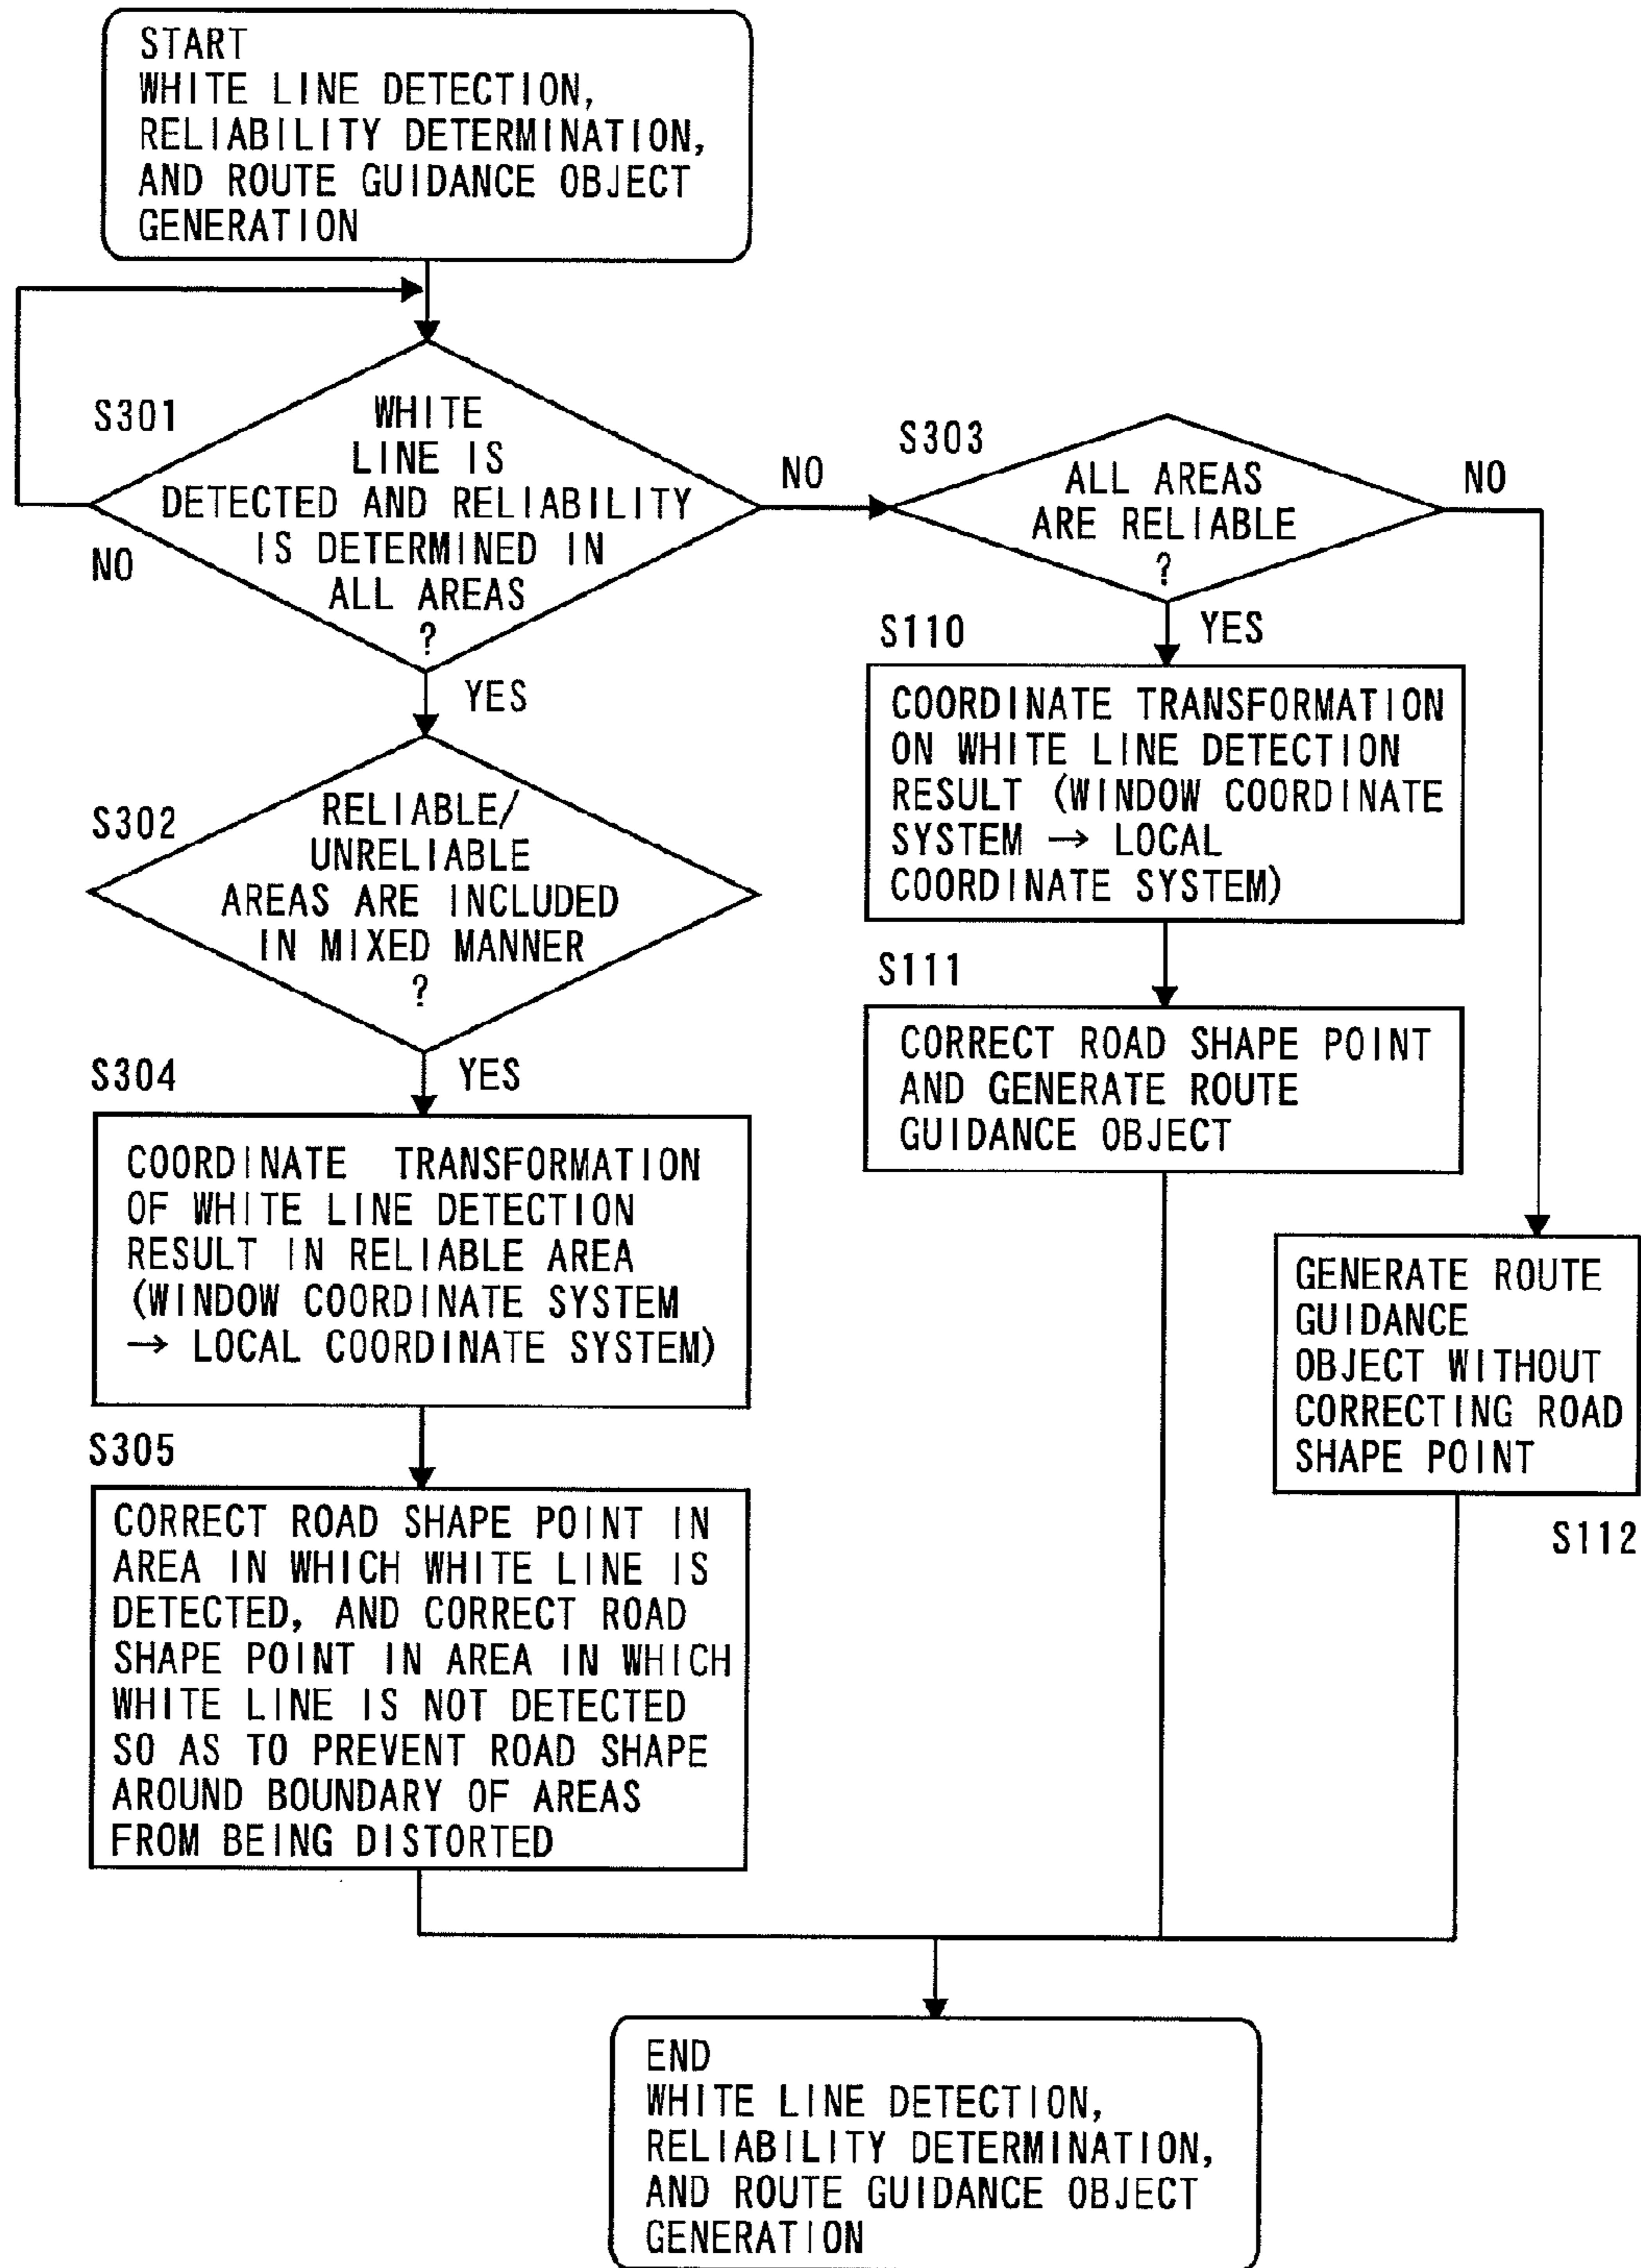 START
WHITE LINE DETECTION,
RELIABILITY DETERMINATION,
AND ROUTE GUIDANCE OBJECT
GENERATION
S301
WHITE
LINE IS
DETECTED AND RELIABILITY
IS DETERMINED IN
ALL AREAS
?
NO
NO
YES
S303
ALL AREAS
ARE RELIABLE
?
NO
YES
S302
RELIABLE/
UNRELIABLE
AREAS ARE INCLUDED
IN MIXED MANNER
?
YES
S110
COORDINATE TRANSFORMATION
ON WHITE LINE DETECTION
RESULT (WINDOW COORDINATE
SYSTEM → LOCAL
COORDINATE SYSTEM)
S111
CORRECT ROAD SHAPE POINT
AND GENERATE ROUTE
GUIDANCE OBJECT
S304
COORDINATE TRANSFORMATION
OF WHITE LINE DETECTION
RESULT IN RELIABLE AREA
(WINDOW COORDINATE SYSTEM
→ LOCAL COORDINATE SYSTEM)
GENERATE ROUTE
GUIDANCE
OBJECT WITHOUT
CORRECTING ROAD
SHAPE POINT
S112
S305
CORRECT ROAD SHAPE POINT IN
AREA IN WHICH WHITE LINE IS
DETECTED, AND CORRECT ROAD
SHAPE POINT IN AREA IN WHICH
WHITE LINE IS NOT DETECTED
SO AS TO PREVENT ROAD SHAPE
AROUND BOUNDARY OF AREAS
FROM BEING DISTORTED
END
WHITE LINE DETECTION,
RELIABILITY DETERMINATION,
AND ROUTE GUIDANCE OBJECT
GENERATION